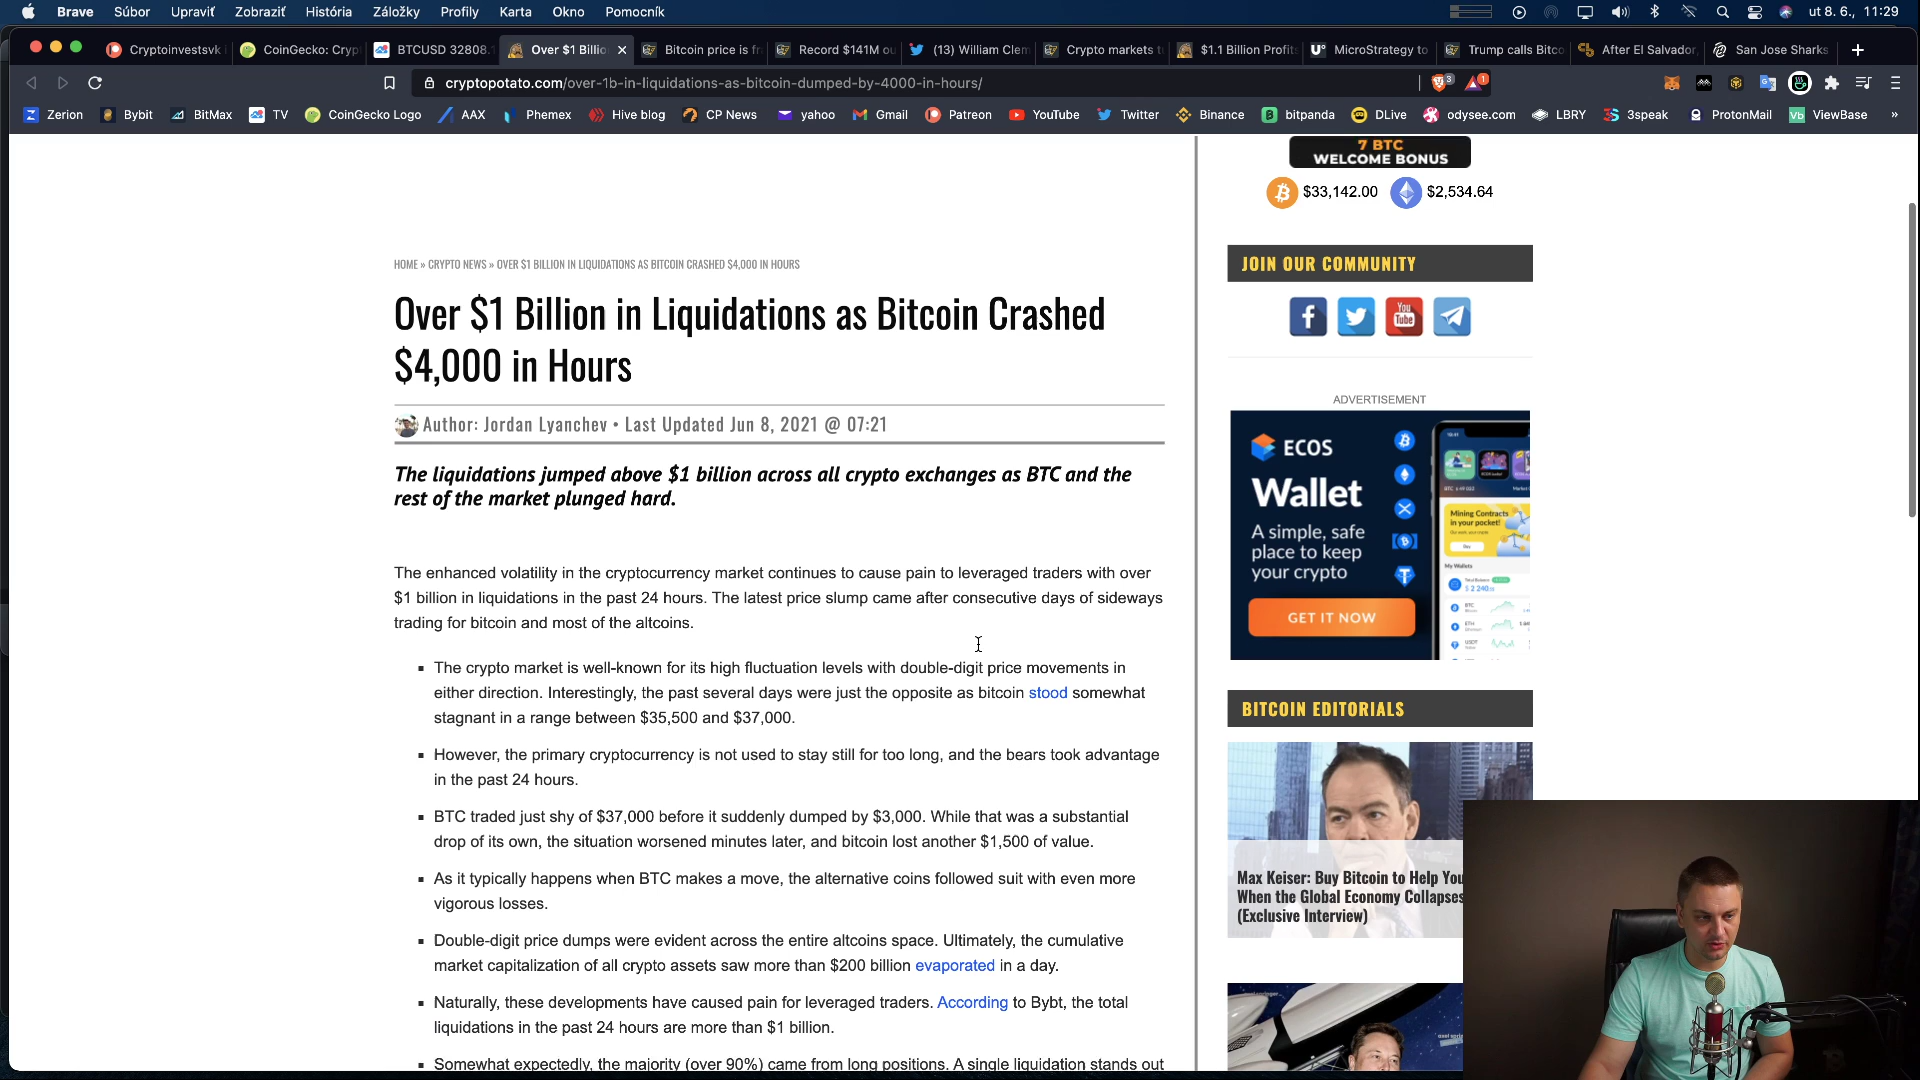 Brave Súbor Upraviť Zobraziť História Záložky Profily Karta Okno Pomocník ut 8. 6., 11:29
Cryptoinvestsvk CoinGecko: Cryp BTCUSD 32808. Over $1 Billio Bitcoin price is fr Record $141M ou (13) William Clem Crypto markets t $1.1 Billion Profits MicroStrategy to Trump calls Bitco After El Salvador, San Jose Sharks
cryptopotato.com/over-1b-in-liquidations-as-bitcoin-dumped-by-4000-in-hours/ 3 1
Zerion Bybit BitMax TV CoinGecko Logo AAX Phemex Hive blog CP News yahoo Gmail Patreon YouTube Twitter Binance bitpanda DLive odysee.com LBRY 3speak ProtonMail ViewBase »
7 BTC
WELCOME BONUS
$33,142.00 $2,534.64
HOME » CRYPTO NEWS » OVER $1 BILLION IN LIQUIDATIONS AS BITCOIN CRASHED $4,000 IN HOURS
Over $1 Billion in Liquidations as Bitcoin Crashed
$4,000 in Hours
Author: Jordan Lyanchev • Last Updated Jun 8, 2021 @ 07:21
The liquidations jumped above $1 billion across all crypto exchanges as BTC and the
rest of the market plunged hard.
The enhanced volatility in the cryptocurrency market continues to cause pain to leveraged traders with over
$1 billion in liquidations in the past 24 hours. The latest price slump came after consecutive days of sideways
trading for bitcoin and most of the altcoins.
▪ The crypto market is well-known for its high fluctuation levels with double-digit price movements in
either direction. Interestingly, the past several days were just the opposite as bitcoin stood somewhat
stagnant in a range between $35,500 and $37,000.
▪ However, the primary cryptocurrency is not used to stay still for too long, and the bears took advantage
in the past 24 hours.
▪ BTC traded just shy of $37,000 before it suddenly dumped by $3,000. While that was a substantial
drop of its own, the situation worsened minutes later, and bitcoin lost another $1,500 of value.
▪ As it typically happens when BTC makes a move, the alternative coins followed suit with even more
vigorous losses.
▪ Double-digit price dumps were evident across the entire altcoins space. Ultimately, the cumulative
market capitalization of all crypto assets saw more than $200 billion evaporated in a day.
▪ Naturally, these developments have caused pain for leveraged traders. According to Bybt, the total
liquidations in the past 24 hours are more than $1 billion.
▪ Somewhat expectedly, the majority (over 90%) came from long positions. A single liquidation stands out
JOIN OUR COMMUNITY
You
Tube
ADVERTISEMENT
ECOS
Wallet
A simple, safe
place to keep
your crypto
GET IT NOW
Mining Contracts
in your pocket!
My Wallets
BITCOIN EDITORIALS
Max Keiser: Buy Bitcoin to Help You
When the Global Economy Collapses
(Exclusive Interview)